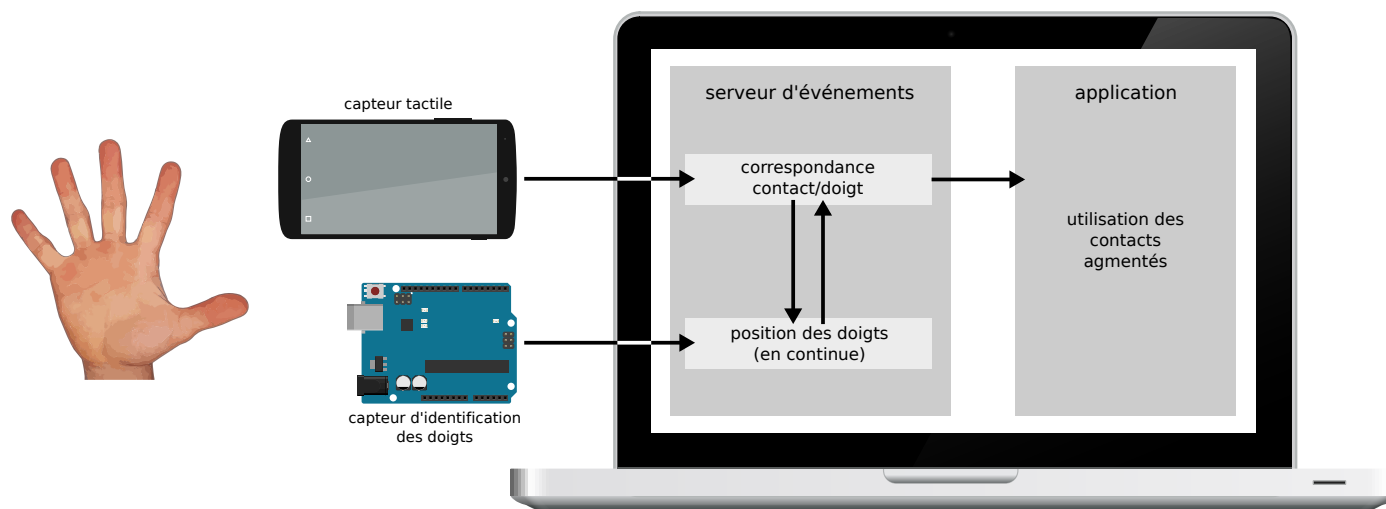 capteur tactile
capteur d'identification
des doigts
serveur d'événements
correspondance
contact/doigt
position des doigts
(en continue)
application
utilisation des
contacts
agmentés